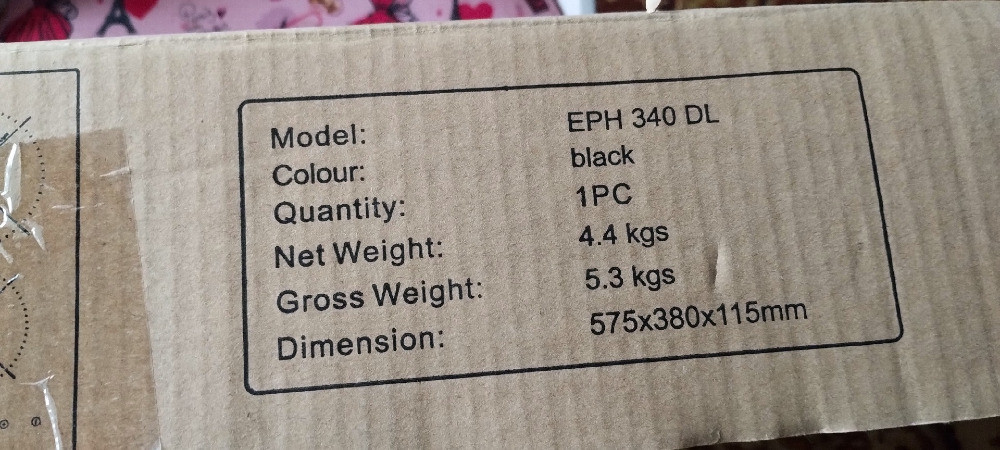 Model: EPH 340 DL
Colour: black
Quantity: 1PC
Net Weight: 4.4 kgs
Gross Weight: 5.3 kgs
Dimension: 575x380x115mm